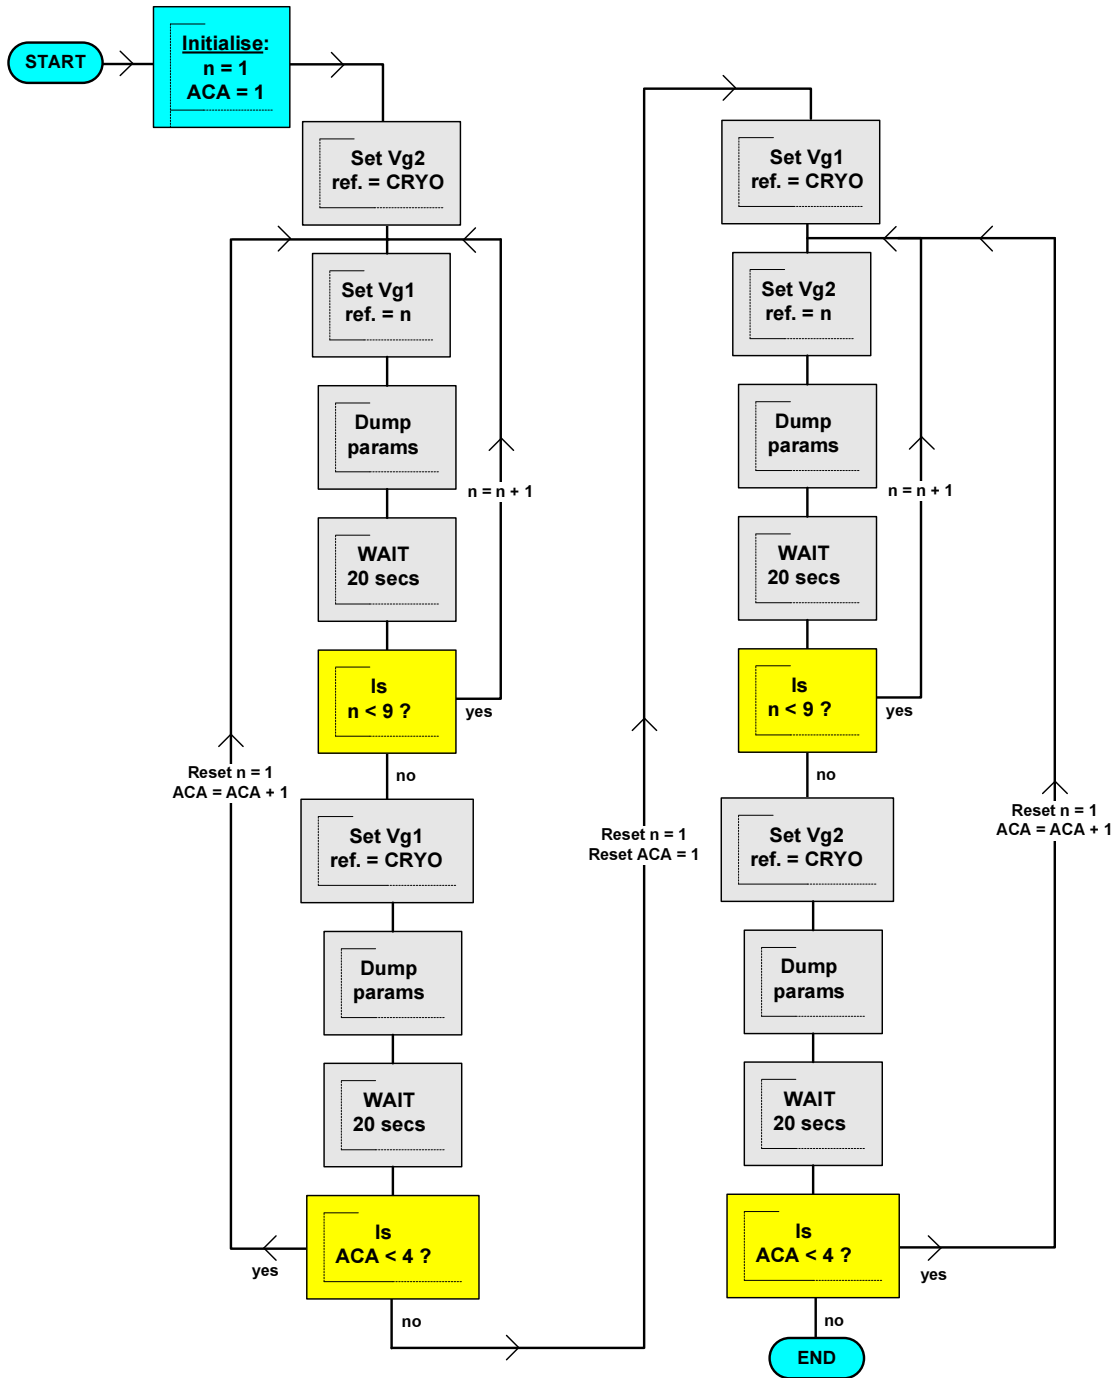 START
Initialise:
n = 1
ACA = 1
Set Vg2
ref. = CRYO
Set Vg1
ref. = n
Dump
params
n = n + 1
WAIT
20 secs
Is
n < 9 ?
yes
no
Reset n = 1
ACA = ACA + 1
Set Vg1
ref. = CRYO
Dump
params
WAIT
20 secs
Is
ACA < 4 ?
yes
no
Reset n = 1
Reset ACA = 1
Set Vg1
ref. = CRYO
Set Vg2
ref. = n
Dump
params
n = n + 1
WAIT
20 secs
Is
n < 9 ?
yes
no
Reset n = 1
ACA = ACA + 1
Set Vg2
ref. = CRYO
Dump
params
WAIT
20 secs
Is
ACA < 4 ?
yes
no
END